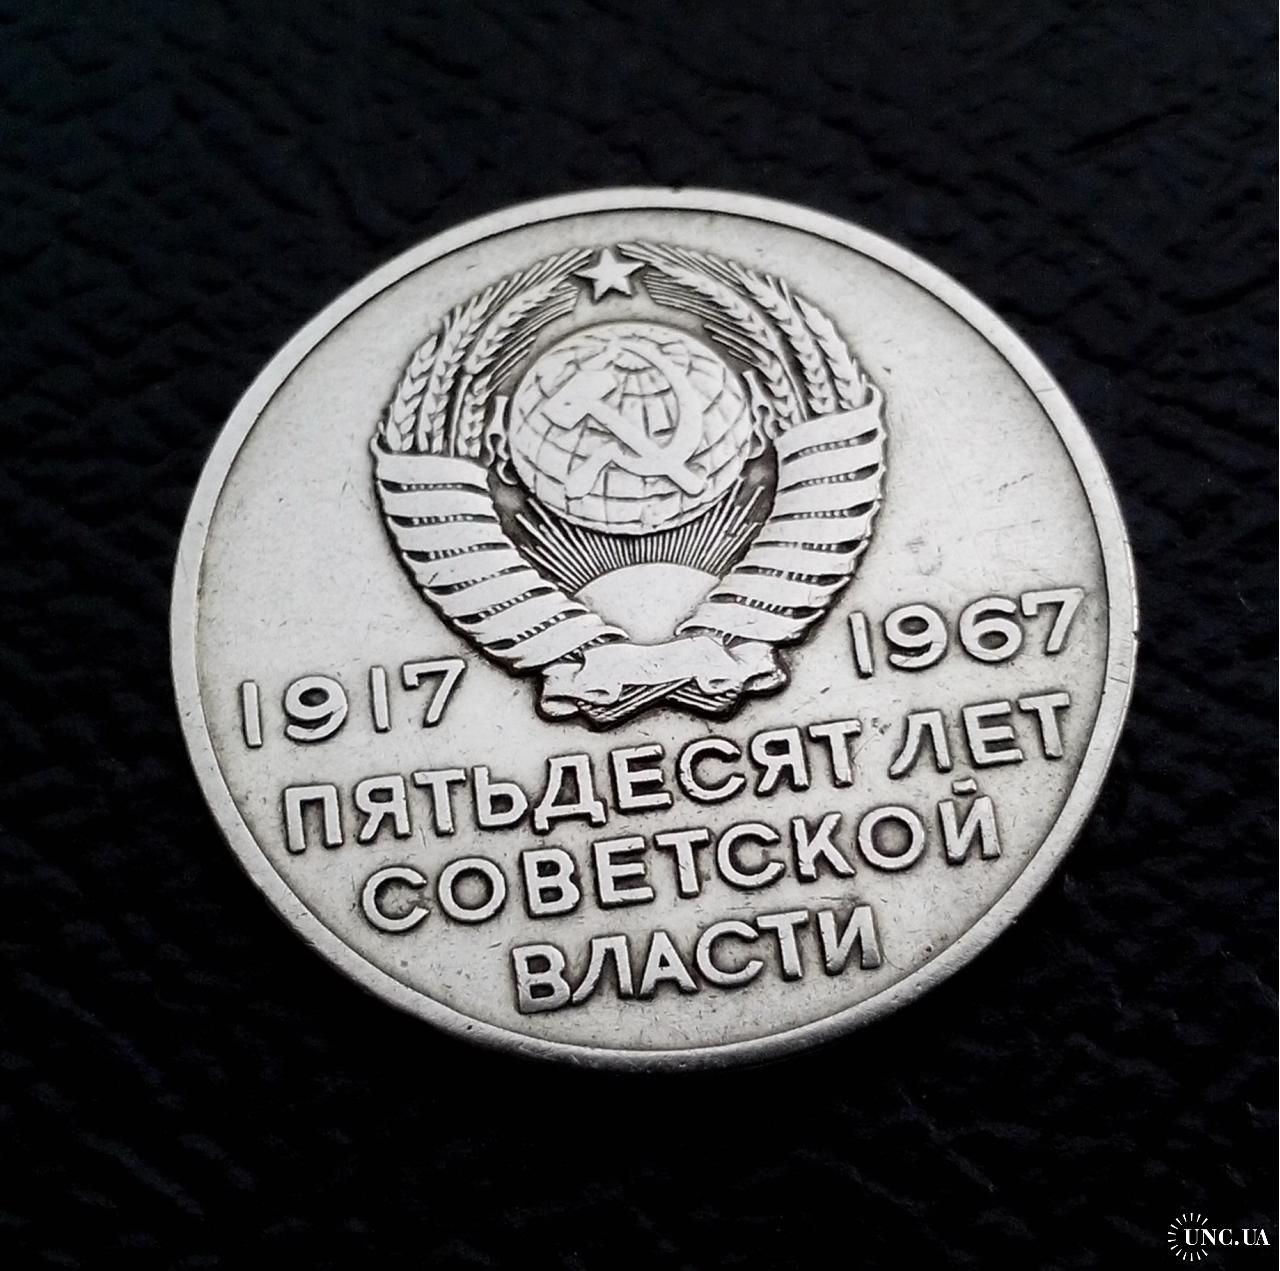 1917 1967
ПЯТЬДЕСЯТ ЛЕТ
СОВЕТСКОЙ
ВЛАСТИ
UNC.UA